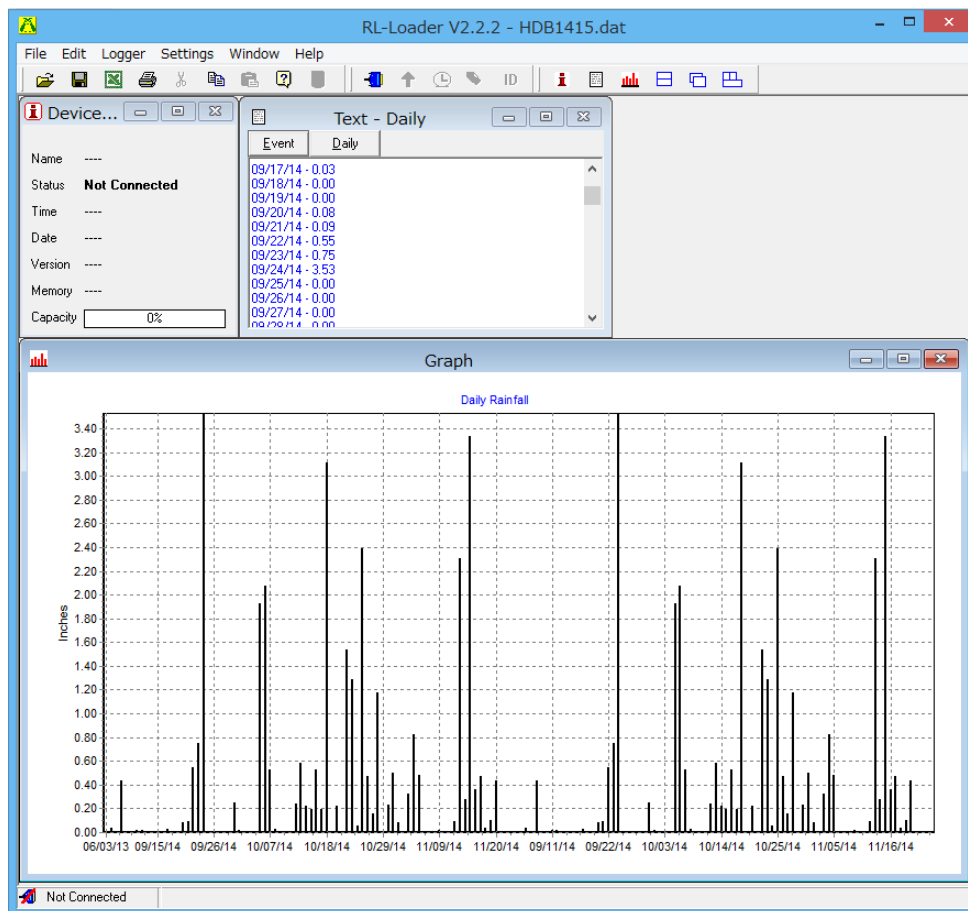 RL-Loader V2.2.2 - HDB1415.dat
File Edit Logger Settings Window Help
ID
Device...
Name ----
Status Not Connected
Time ----
Date ----
Version ----
Memory ----
Capacity 0%
Text - Daily
Event Daily
09/17/14 - 0.03
09/18/14 - 0.00
09/19/14 - 0.00
09/20/14 - 0.08
09/21/14 - 0.09
09/22/14 - 0.55
09/23/14 - 0.75
09/24/14 - 3.53
09/25/14 - 0.00
09/26/14 - 0.00
09/27/14 - 0.00
09/28/14 - 0.00
Graph
Daily Rainfall
Inches
3.40
3.20
3.00
2.80
2.60
2.40
2.20
2.00
1.80
1.60
1.40
1.20
1.00
0.80
0.60
0.40
0.20
0.00
06/03/13 09/15/14 09/26/14 10/07/14 10/18/14 10/29/14 11/09/14 11/20/14 09/11/14 09/22/14 10/03/14 10/14/14 10/25/14 11/05/14 11/16/14
Not Connected